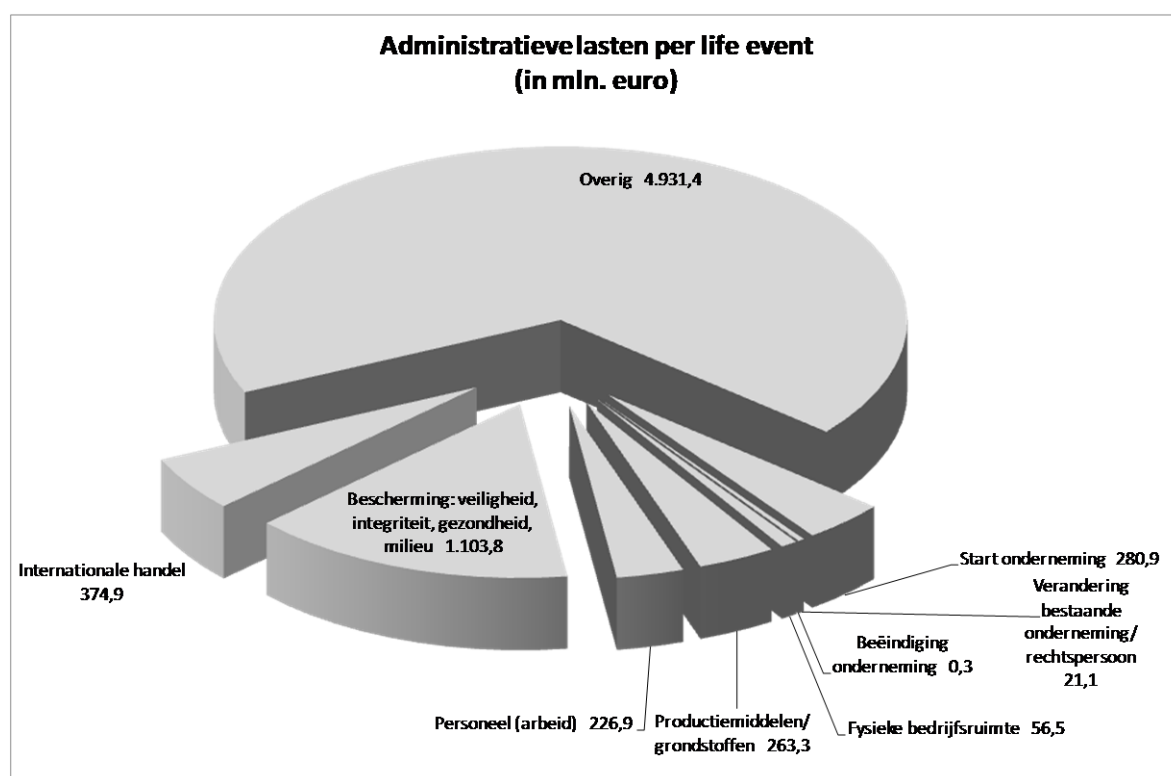 Administratieve lasten per life event
(in mln. euro)
Overig 4.931,4
Bescherming: veiligheid,
integriteit, gezondheid,
milieu 1.103,8
Internationale handel
374,9
Start onderneming 280,9
Verandering
bestaande
onderneming/
rechtspersoon
21,1
Beëindiging
onderneming 0,3
Personeel (arbeid) 226,9
Productiemiddelen/
grondstoffen 263,3
Fysieke bedrijfsruimte 56,5